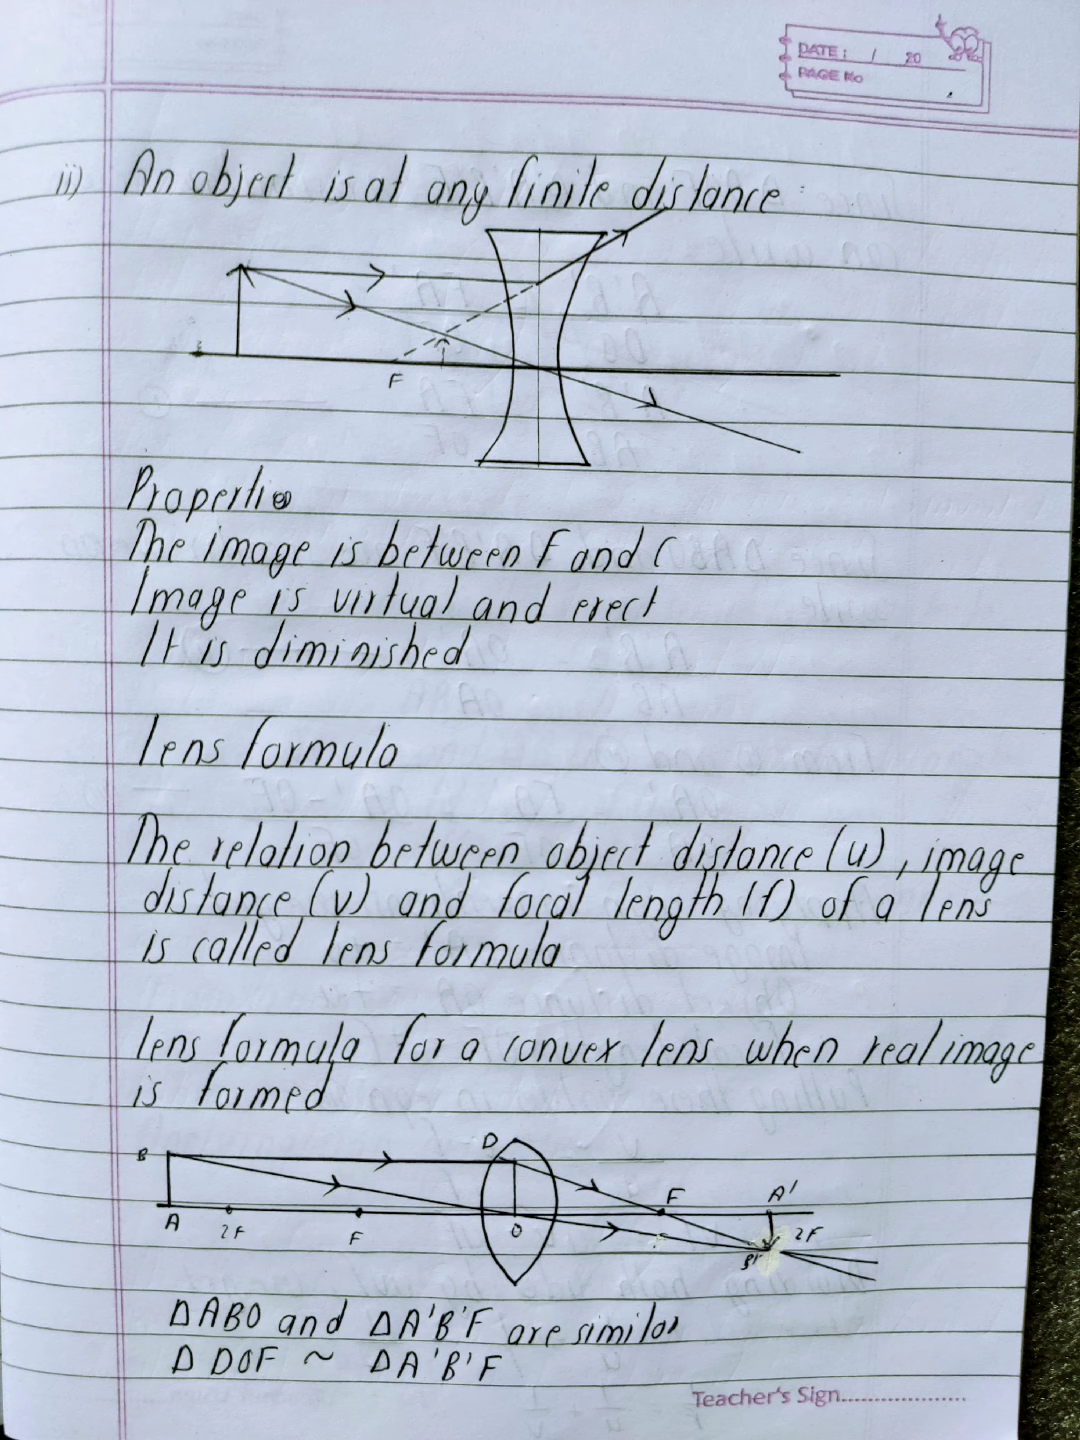 DATE: / 20
PAGE No
ii) An object is at any finite distance
F
Properties
The image is between F and C
Image is virtual and erect
It is diminished
lens formula
The relation between object distance (u), image
distance (v) and focal length (f) of a lens
is called lens formula
lens formula for a convex lens when real image
is formed
B D F A'
A 2F F O B' 2F
ΔABO and ΔA'B'F are similar
Δ DOF ~ ΔA'B'F
Teacher's Sign....................